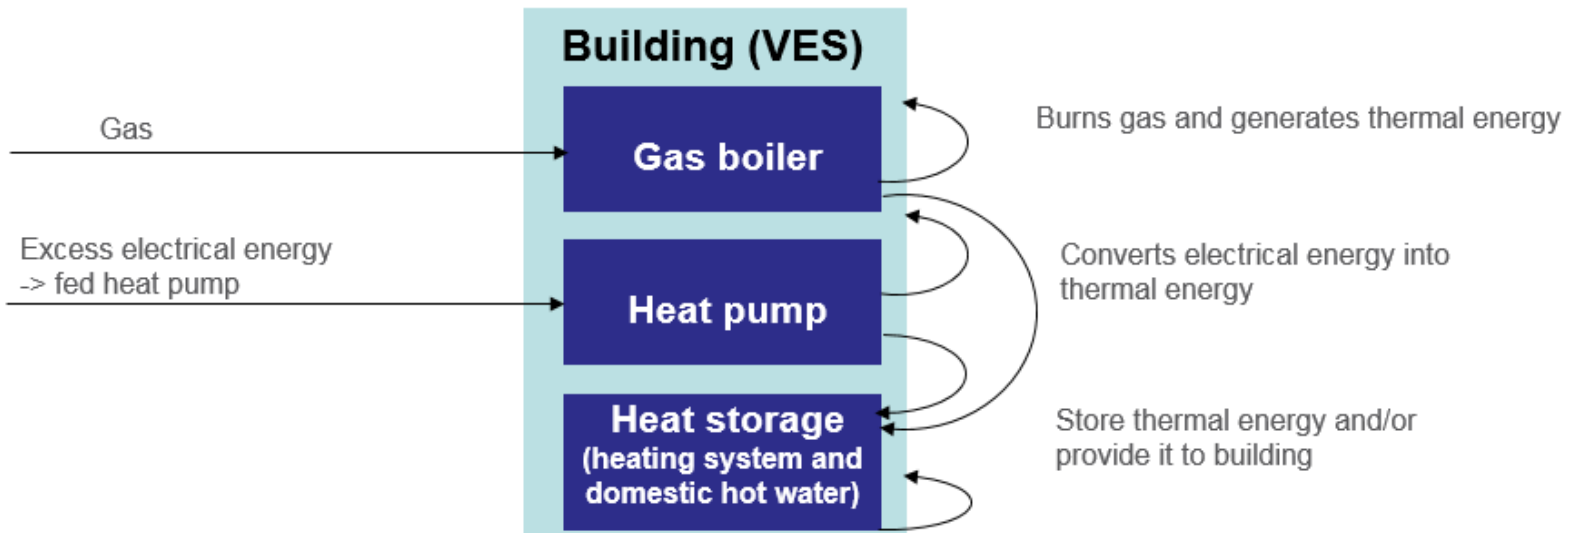 Building (VES)
Gas
Gas boiler
Burns gas and generates thermal energy
Excess electrical energy
-> fed heat pump
Heat pump
Converts electrical energy into
thermal energy
Heat storage
(heating system and
domestic hot water)
Store thermal energy and/or
provide it to building